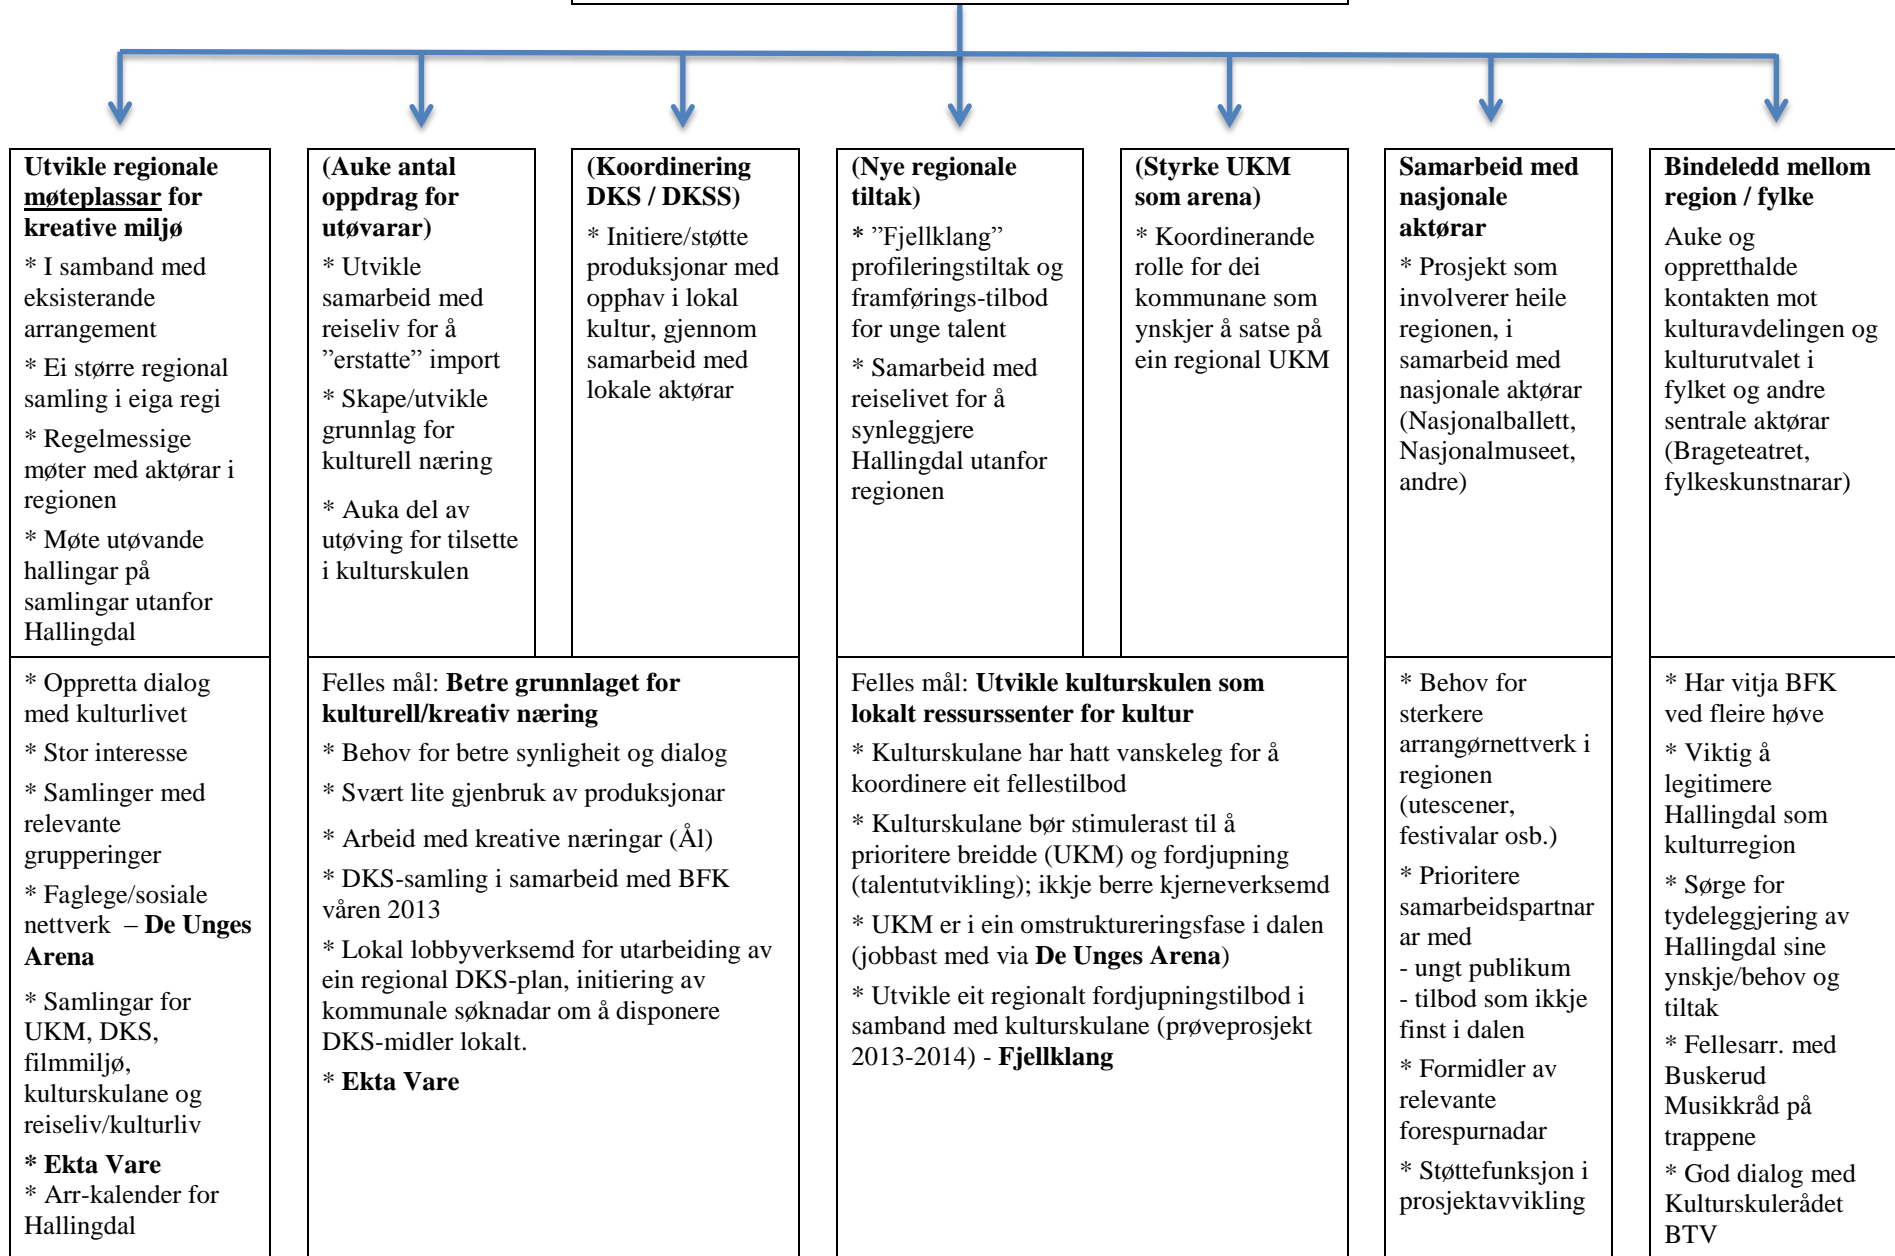 Utvikle regionale
møteplassar for
kreative miljø
* I samband med
eksisterande
arrangement
* Ei større regional
samling i eiga regi
* Regelmessige
møter med aktørar i
regionen
* Møte utøvande
hallingar på
samlingar utanfor
Hallingdal
(Auke antal
oppdrag for
utøvarar)
* Utvikle
samarbeid med
reiseliv for å
”erstatte” import
* Skape/utvikle
grunnlag for
kulturell næring
* Auka del av
utøving for tilsette
i kulturskulen
(Koordinering
DKS / DKSS)
* Initiere/støtte
produksjonar med
opphav i lokal
kultur, gjennom
samarbeid med
lokale aktørar
(Nye regionale
tiltak)
* ”Fjellklang”
profileringstiltak og
framførings-tilbod
for unge talent
* Samarbeid med
reiselivet for å
synleggjere
Hallingdal utanfor
regionen
(Styrke UKM
som arena)
* Koordinerande
rolle for dei
kommunane som
ynskjer å satse på
ein regional UKM
Samarbeid med
nasjonale
aktørar
* Prosjekt som
involverer heile
regionen, i
samarbeid med
nasjonale aktørar
(Nasjonalballett,
Nasjonalmuseet,
andre)
Bindeledd mellom
region / fylke
Auke og
oppretthalde
kontakten mot
kulturavdelingen og
kulturutvalet i
fylket og andre
sentrale aktørar
(Brageteatret,
fylkeskunstnarar)
* Oppretta dialog
med kulturlivet
* Stor interesse
* Samlinger med
relevante
grupperinger
* Faglege/sosiale
nettverk – De Unges
Arena
* Samlingar for
UKM, DKS,
filmmiljø,
kulturskulane og
reiseliv/kulturliv
* Ekta Vare
* Arr-kalender for
Hallingdal
Felles mål: Betre grunnlaget for
kulturell/kreativ næring
* Behov for betre synligheit og dialog
* Svært lite gjenbruk av produksjonar
* Arbeid med kreative næringar (Ål)
* DKS-samling i samarbeid med BFK
våren 2013
* Lokal lobbyverksemd for utarbeiding av
ein regional DKS-plan, initiering av
kommunale søknadar om å disponere
DKS-midler lokalt.
* Ekta Vare
Felles mål: Utvikle kulturskulen som
lokalt ressurssenter for kultur
* Kulturskulane har hatt vanskeleg for å
koordinere eit fellestilbod
* Kulturskulane bør stimulerast til å
prioritere breidde (UKM) og fordjupning
(talentutvikling); ikkje berre kjerneverksemd
* UKM er i ein omstruktureringsfase i dalen
(jobbast med via De Unges Arena)
* Utvikle eit regionalt fordjupningstilbod i
samband med kulturskulane (prøveprosjekt
2013-2014) - Fjellklang
* Behov for
sterkere
arrangørnettverk i
regionen
(utescener,
festivalar osb.)
* Prioritere
samarbeidspartnar
ar med
- ungt publikum
- tilbod som ikkje
finst i dalen
* Formidler av
relevante
forespurnadar
* Støttefunksjon i
prosjektavvikling
* Har vitja BFK
ved fleire høve
* Viktig å
legitimere
Hallingdal som
kulturregion
* Sørge for
tydeleggjering av
Hallingdal sine
ynskje/behov og
tiltak
* Fellesarr. med
Buskerud
Musikkråd på
trappene
* God dialog med
Kulturskulerådet
BTV